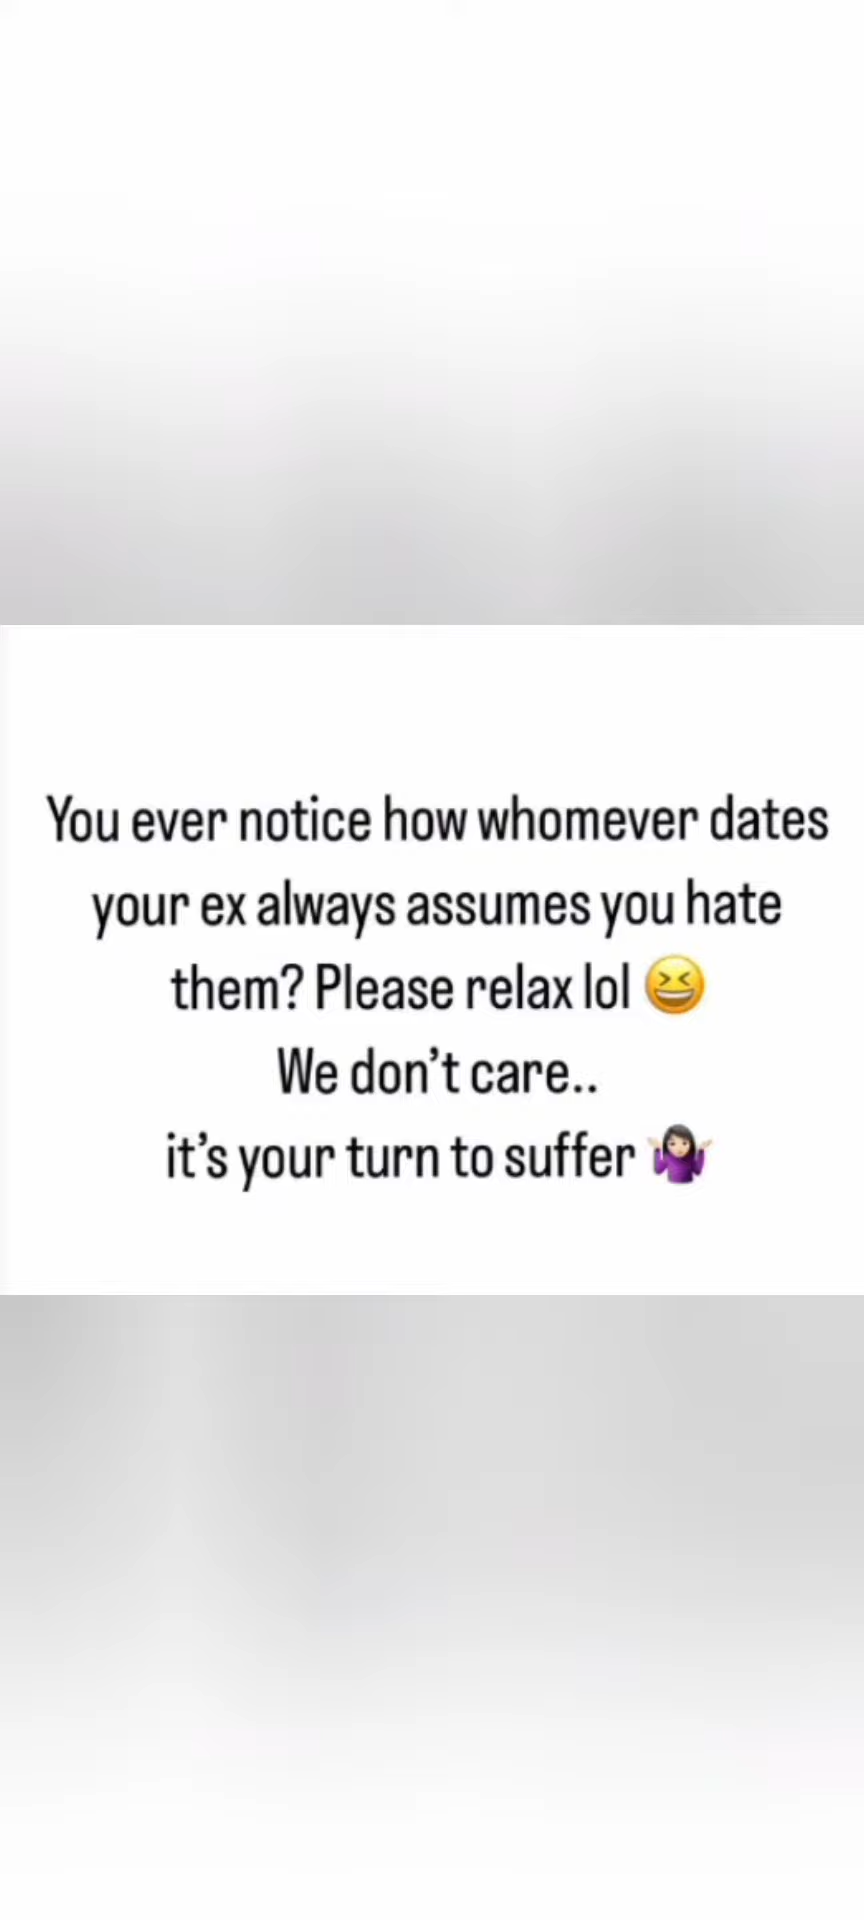 You ever notice how whomever dates
your ex always assumes you hate
them? Please relax lol 😆
We don’t care..
it’s your turn to suffer 🤷🏻‍♀️